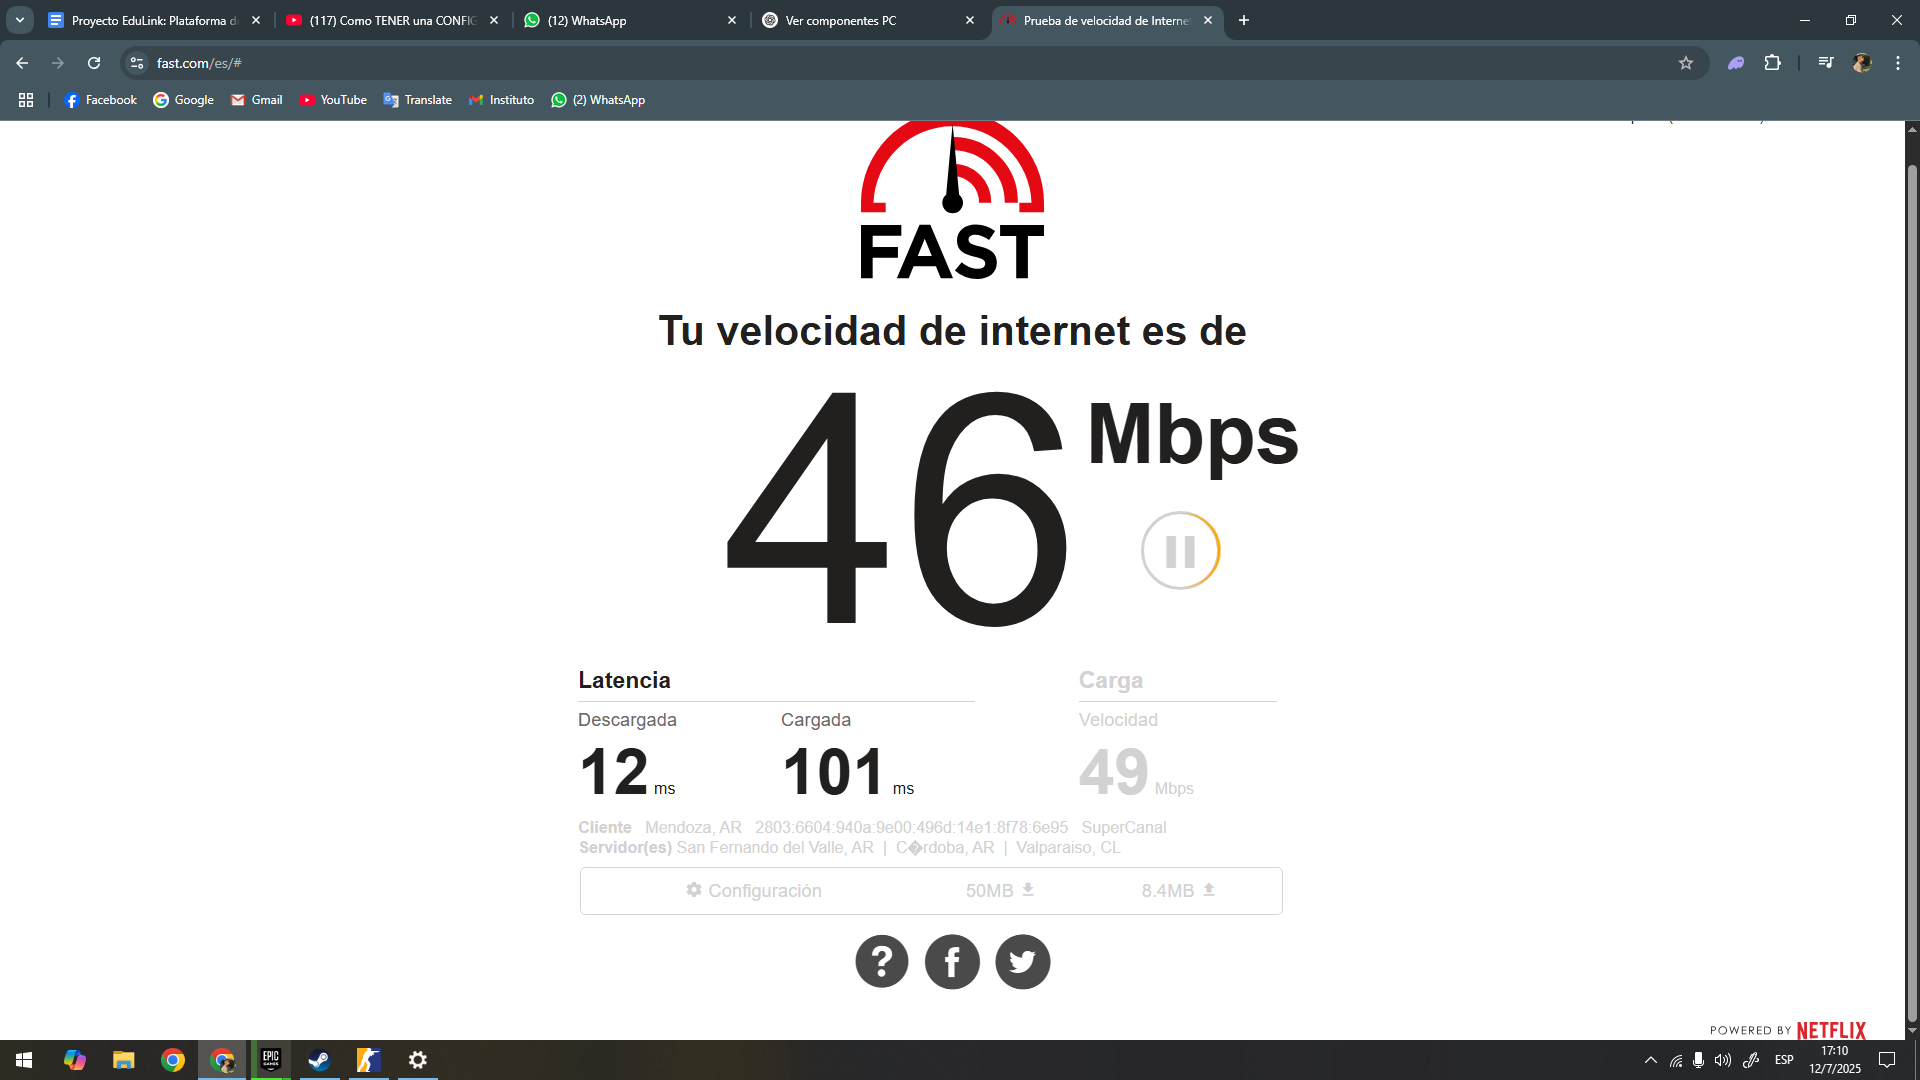 Proyecto EduLink: Plataforma de
(117) Como TENER una CONFIG
(12) WhatsApp
Ver componentes PC
Prueba de velocidad de Internet
fast.com/es/#
Facebook
Google
Gmail
YouTube
Translate
Instituto
(2) WhatsApp
FAST
Tu velocidad de internet es de
46 Mbps
Latencia
Carga
Descargada
Cargada
Velocidad
12 ms
101 ms
49 Mbps
Cliente Mendoza, AR 2803:6604:940a:9e00:496d:14e1:8f78:6e95 SuperCanal
Servidor(es) San Fernando del Valle, AR | C�rdoba, AR | Valparaiso, CL
Configuración
50MB
8.4MB
POWERED BY NETFLIX
EPIC GAMES
ESP
17:10
12/7/2025